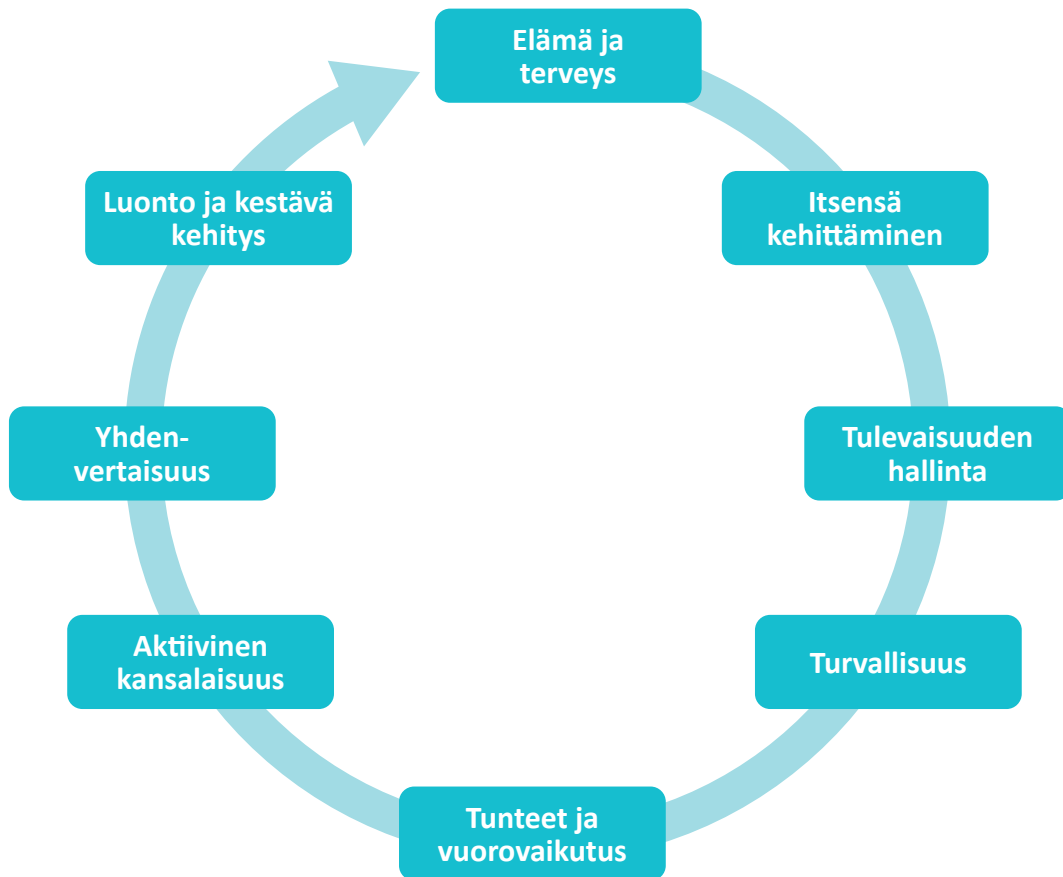 Elämä ja
terveys
Itsensä
kehittäminen
Tulevaisuuden
hallinta
Turvallisuus
Tunteet ja
vuorovaikutus
Aktiivinen
kansalaisuus
Yhden-
vertaisuus
Luonto ja kestävä
kehitys